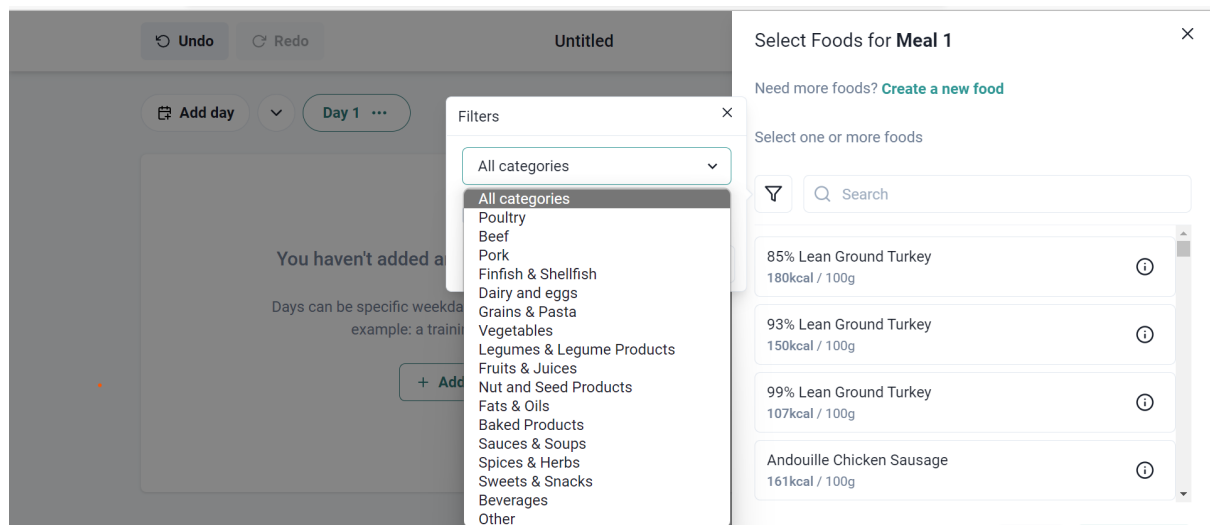 Undo
Redo
Untitled
Add day
Day 1
You haven't added a
Days can be specific weekda
example: a traini
+ Add
Filters
All categories
All categories
Poultry
Beef
Pork
Finfish & Shellfish
Dairy and eggs
Grains & Pasta
Vegetables
Legumes & Legume Products
Fruits & Juices
Nut and Seed Products
Fats & Oils
Baked Products
Sauces & Soups
Spices & Herbs
Sweets & Snacks
Beverages
Other
Select Foods for Meal 1
Need more foods? Create a new food
Select one or more foods
Search
85% Lean Ground Turkey
180kcal / 100g
93% Lean Ground Turkey
150kcal / 100g
99% Lean Ground Turkey
107kcal / 100g
Andouille Chicken Sausage
161kcal / 100g